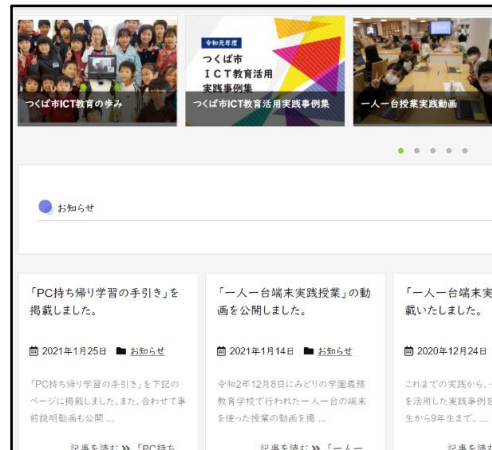 令和元年度
つくば市
ICT教育活用
実践事例集
つくば市ICT教育の歩み
つくば市ICT教育活用実践事例集
一人一台授業実践動画
お知らせ
「PC持ち帰り学習の手引き」を
掲載しました。
2021年1月25日 お知らせ
「PC持ち帰り学習の手引き」を下記の
ページに掲載しました。また、合わせて事
前説明動画も公開 ...
記事を読む ≫ 「PC持ち
「一人一台端末実践授業」の動
画を公開しました。
2021年1月14日 お知らせ
令和2年12月8日にみどりの学園義務
教育学校で行われた一人一台の端末
を使った授業の動画を掲 ...
記事を読む ≫ 「一人一
「一人一台端末実
載いたしました。
2020年12月24日
これまでの実践から、
を活用した実践事例を
生から9年生まで、...
記事を読む